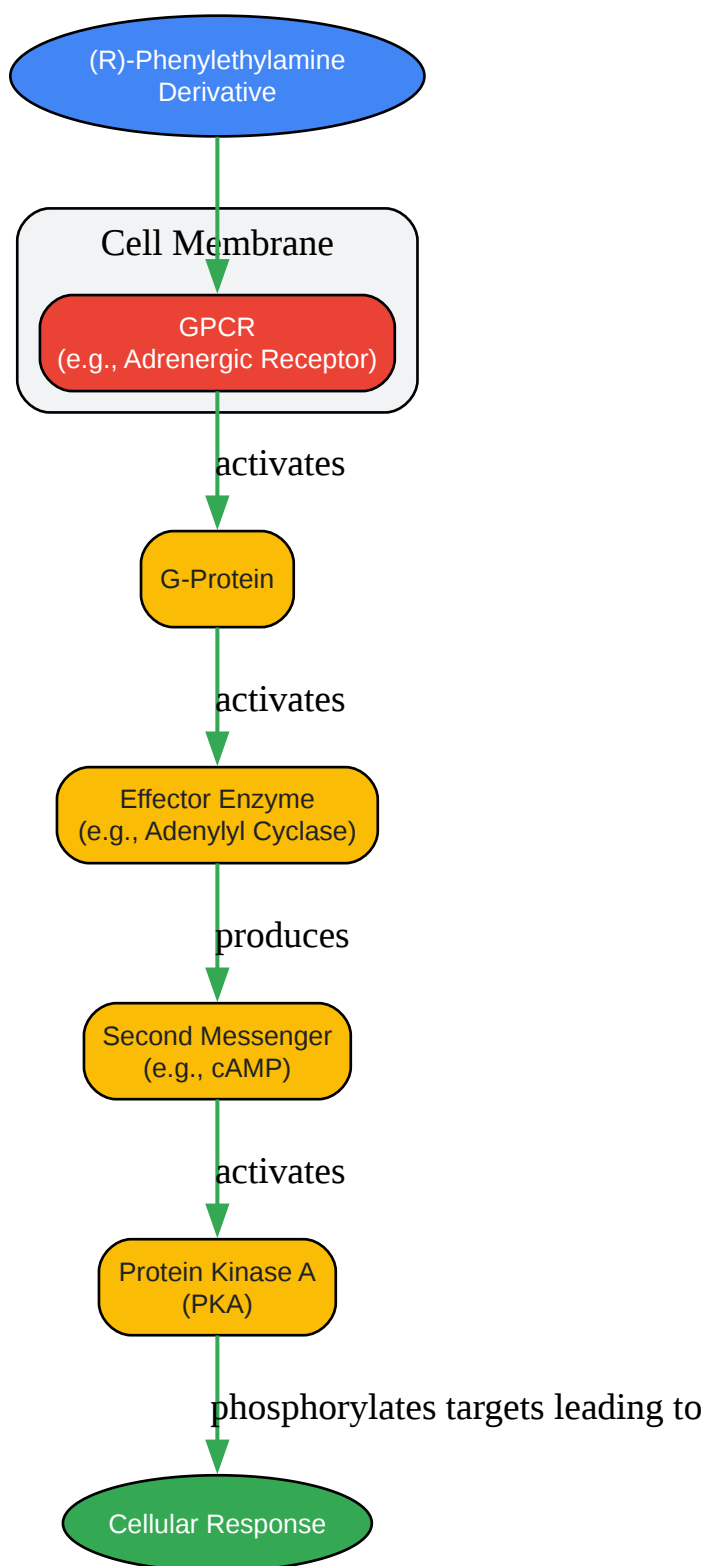 (R)-Phenylethylamine
Derivative
Cell Membrane
GPCR
(e.g., Adrenergic Receptor)
activates
G-Protein
activates
Effector Enzyme
(e.g., Adenylyl Cyclase)
produces
Second Messenger
(e.g., cAMP)
activates
Protein Kinase A
(PKA)
phosphorylates targets leading to
Cellular Response